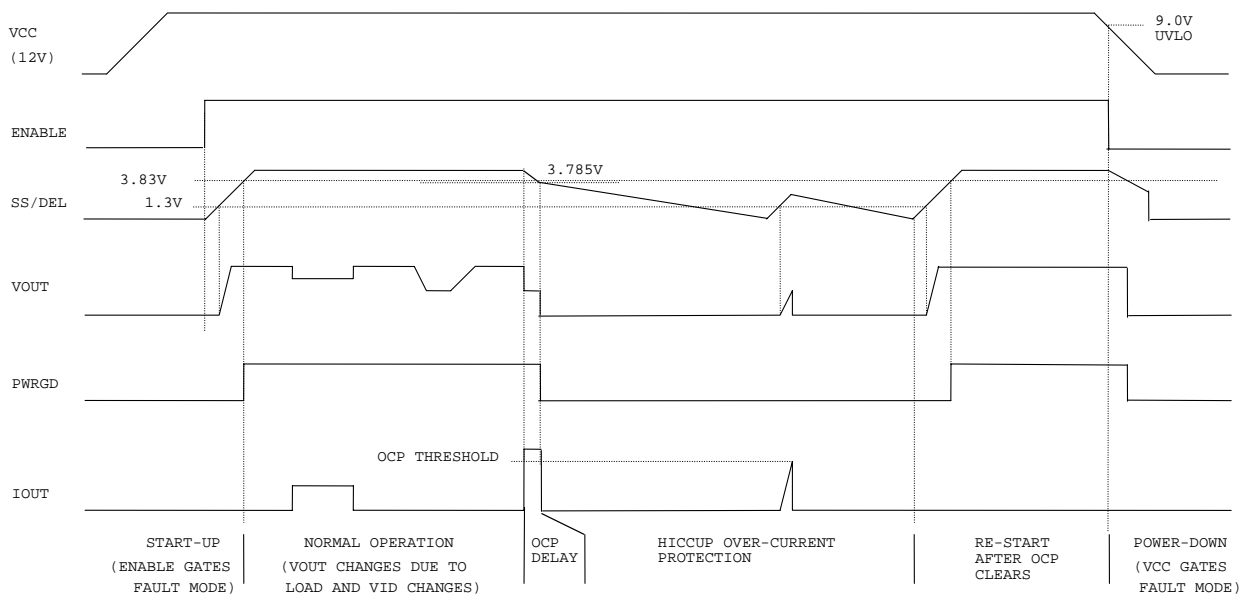 VCC
(12V)
9.0V
UVLO
ENABLE
3.83V
3.785V
SS/DEL
1.3V
VOUT
PWRGD
OCP THRESHOLD
IOUT
START-UP
(ENABLE GATES
FAULT MODE)
NORMAL OPERATION
(VOUT CHANGES DUE TO
LOAD AND VID CHANGES)
OCP
DELAY
HICCUP OVER-CURRENT
PROTECTION
RE-START
AFTER OCP
CLEARS
POWER-DOWN
(VCC GATES
FAULT MODE)